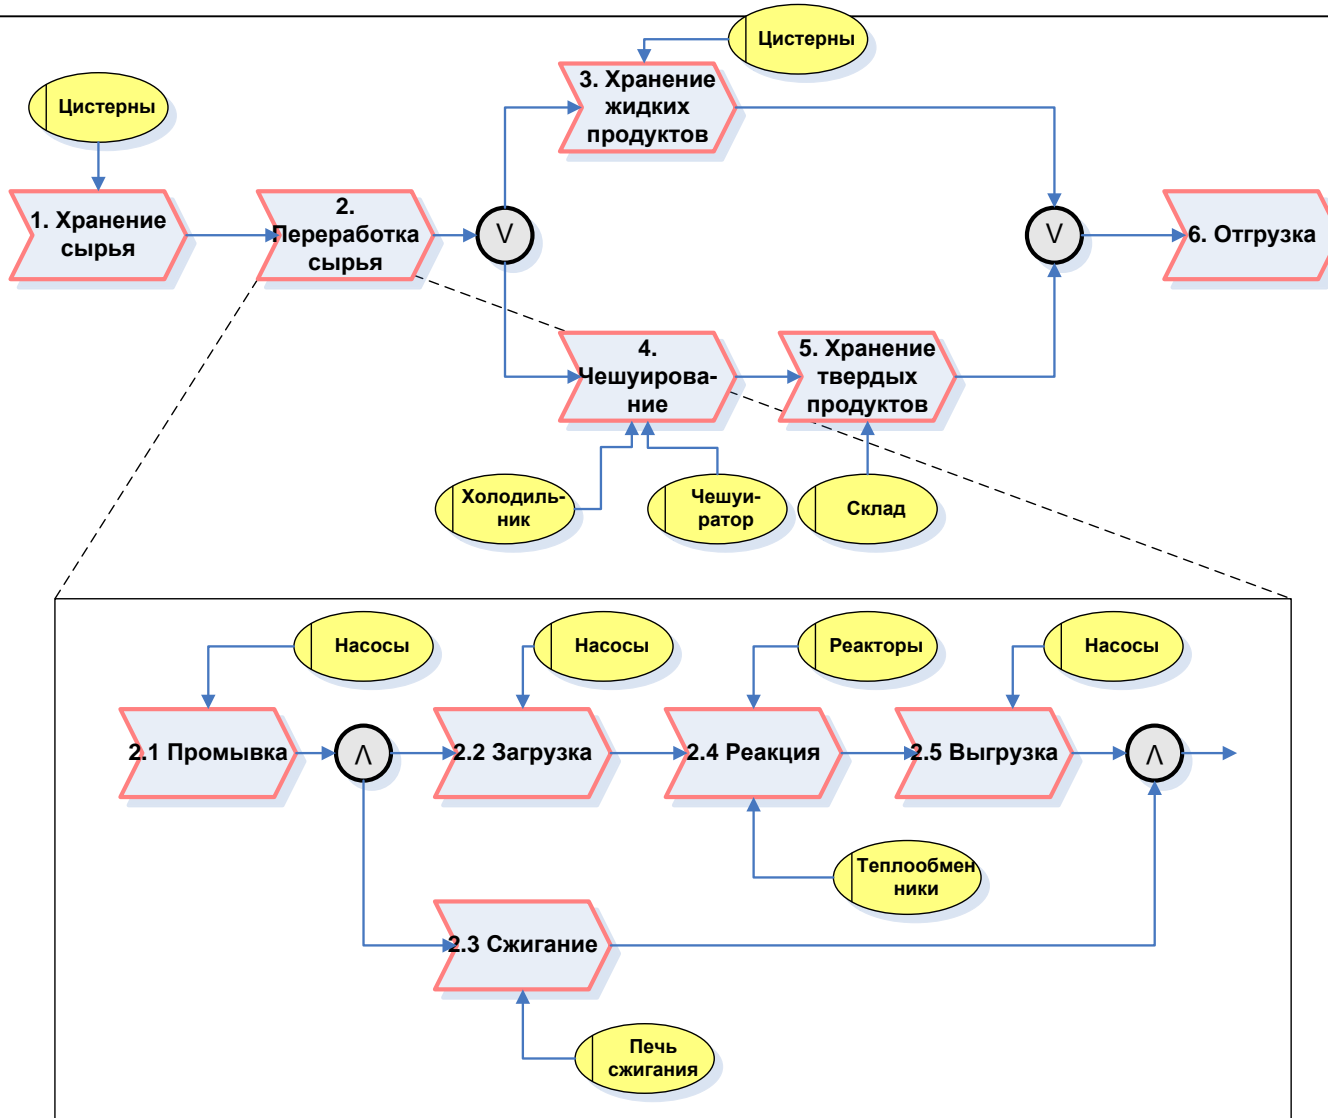 Цистерны
Цистерны
3. Хранение
жидких
продуктов
1. Хранение
сырья
2.
Переработка
сырья
V
V
6. Отгрузка
4.
Чешуирова-
ние
5. Хранение
твердых
продуктов
Холодиль-
ник
Чешуи-
ратор
Склад
Насосы
Насосы
Реакторы
Насосы
2.1 Промывка
Λ
2.2 Загрузка
2.4 Реакция
2.5 Выгрузка
Λ
Теплообмен
ники
2.3 Сжигание
Печь
сжигания